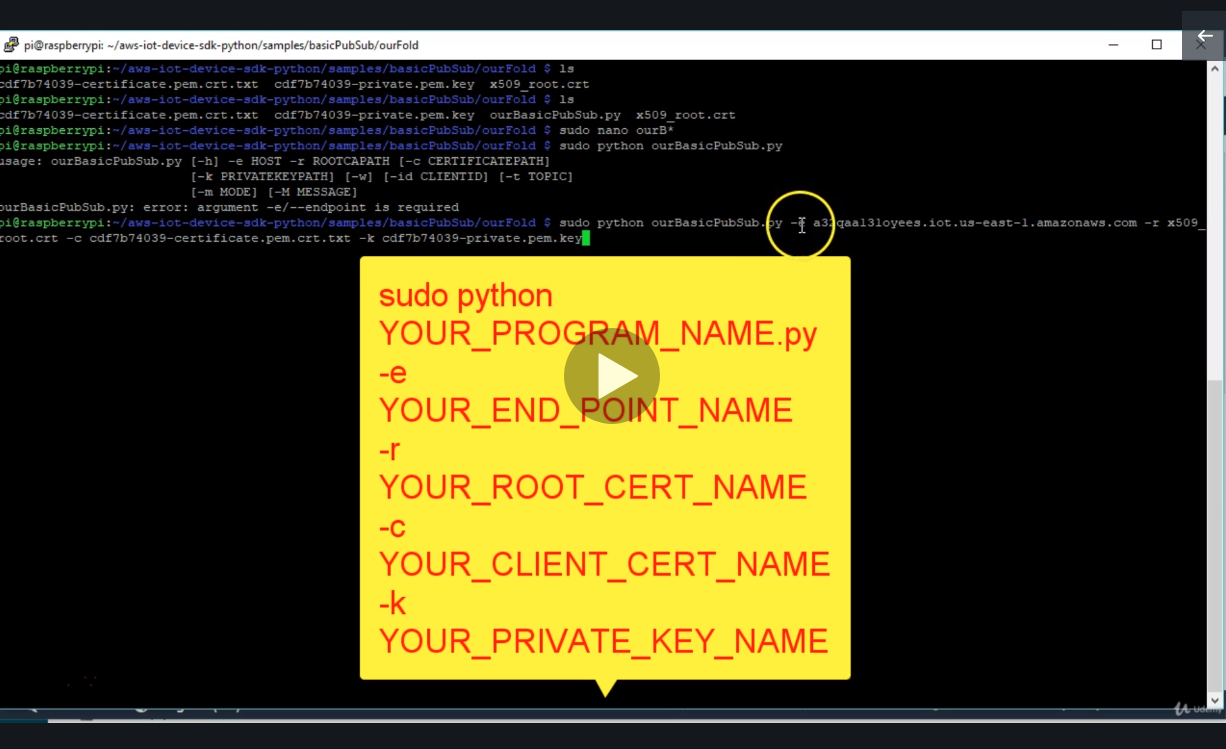 pi@raspberrypi: ~/aws-iot-device-sdk-python/samples/basicPubSub/ourFold
pi@raspberrypi:~/aws-iot-device-sdk-python/samples/basicPubSub/ourFold $ ls
cdf7b74039-certificate.pem.crt.txt cdf7b74039-private.pem.key x509_root.crt
pi@raspberrypi:~/aws-iot-device-sdk-python/samples/basicPubSub/ourFold $ ls
cdf7b74039-certificate.pem.crt.txt cdf7b74039-private.pem.key ourBasicPubSub.py x509_root.crt
pi@raspberrypi:~/aws-iot-device-sdk-python/samples/basicPubSub/ourFold $ sudo nano ourB*
pi@raspberrypi:~/aws-iot-device-sdk-python/samples/basicPubSub/ourFold $ sudo python ourBasicPubSub.py
usage: ourBasicPubSub.py [-h] -e HOST -r ROOTCAPATH [-c CERTIFICATEPATH]
[-k PRIVATEKEYPATH] [-w] [-id CLIENTID] [-t TOPIC]
[-m MODE] [-M MESSAGE]
ourBasicPubSub.py: error: argument -e/--endpoint is required
pi@raspberrypi:~/aws-iot-device-sdk-python/samples/basicPubSub/ourFold $ sudo python ourBasicPubSub.py -e iot.us-east-1.amazonaws.com -r x509_
root.crt -c cdf7b74039-certificate.pem.crt.txt -k cdf7b74039-private.pem.key
sudo python
YOUR_PROGRAM_NAME.py
-e
YOUR_END_POINT_NAME
-r
YOUR_ROOT_CERT_NAME
-c
YOUR_CLIENT_CERT_NAME
-k
YOUR_PRIVATE_KEY_NAME
Udemy